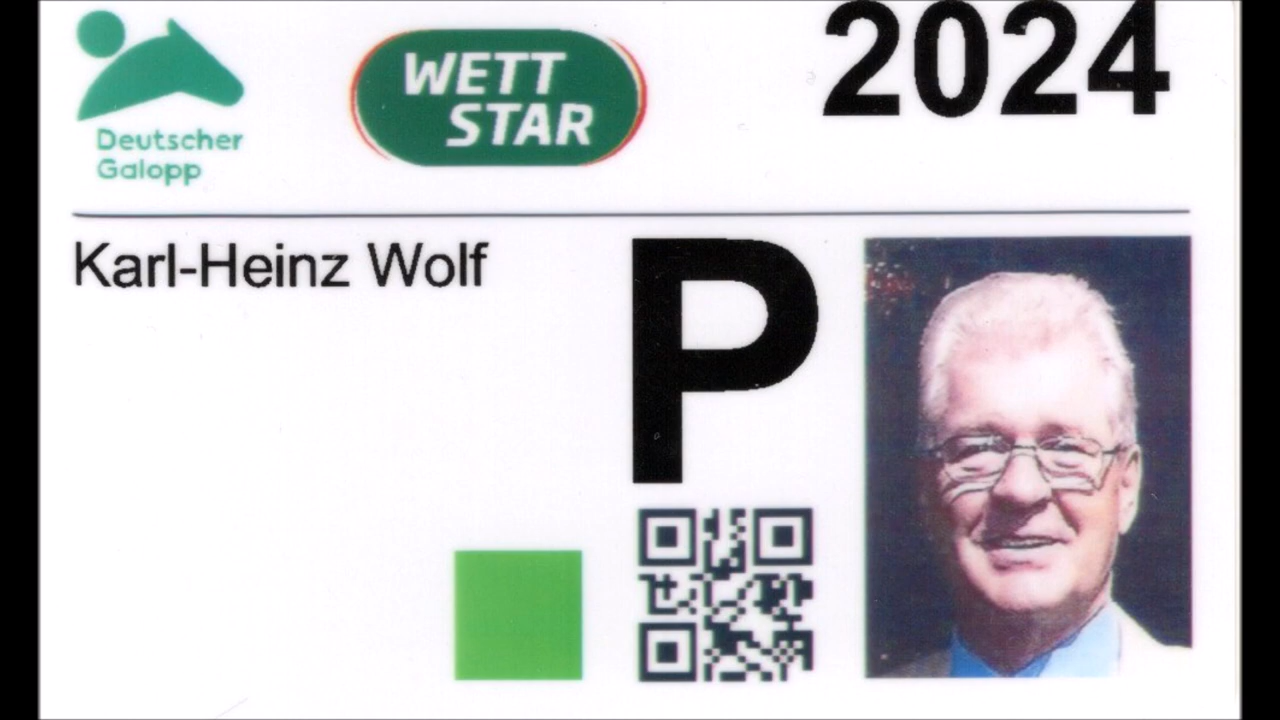 2024
WETT
STAR
Deutscher
Galopp
Karl-Heinz Wolf
P